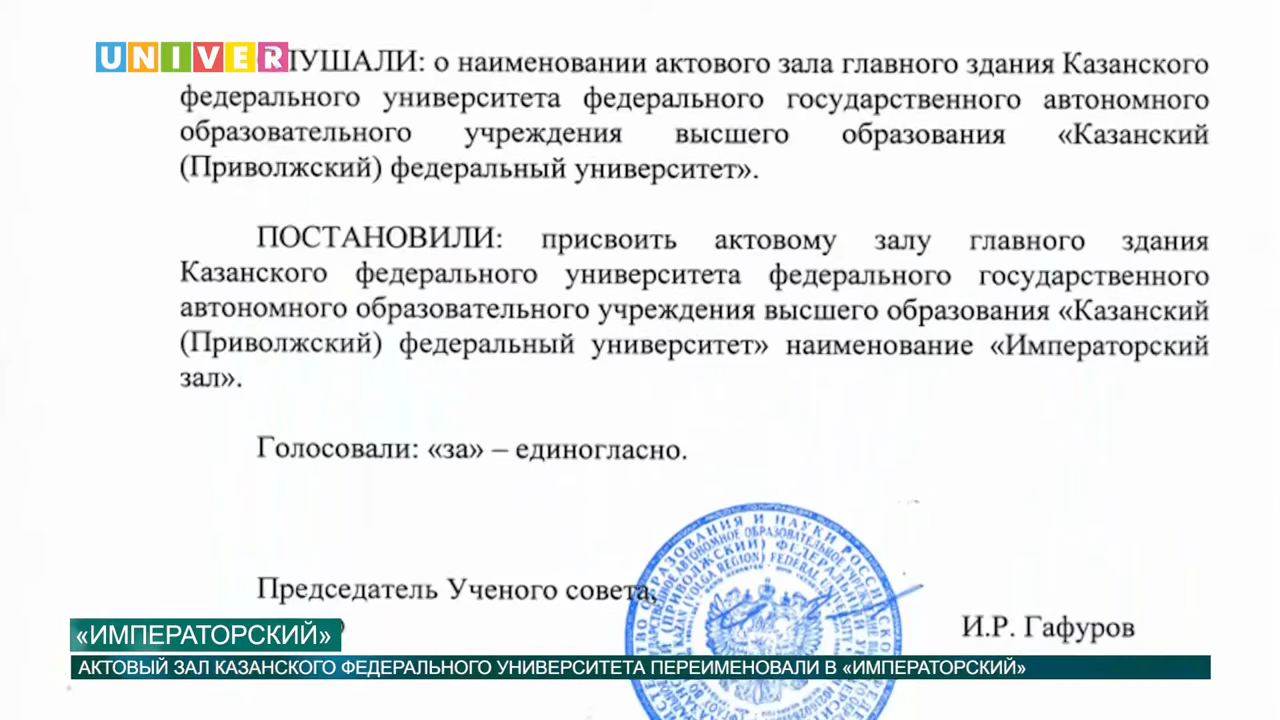 UNIVER
ЛУШАЛИ: о наименовании актового зала главного здания Казанского
федерального университета федерального государственного автономного
образовательного учреждения высшего образования «Казанский
(Приволжский) федеральный университет».
ПОСТАНОВИЛИ: присвоить актовому залу главного здания
Казанского федерального университета федерального государственного
автономного образовательного учреждения высшего образования «Казанский
(Приволжский) федеральный университет» наименование «Императорский
зал».
Голосовали: «за» – единогласно.
Председатель Ученого совета,
И.Р. Гафуров
«ИМПЕРАТОРСКИЙ»
АКТОВЫЙ ЗАЛ КАЗАНСКОГО ФЕДЕРАЛЬНОГО УНИВЕРСИТЕТА ПЕРЕИМЕНОВАЛИ В «ИМПЕРАТОРСКИЙ»